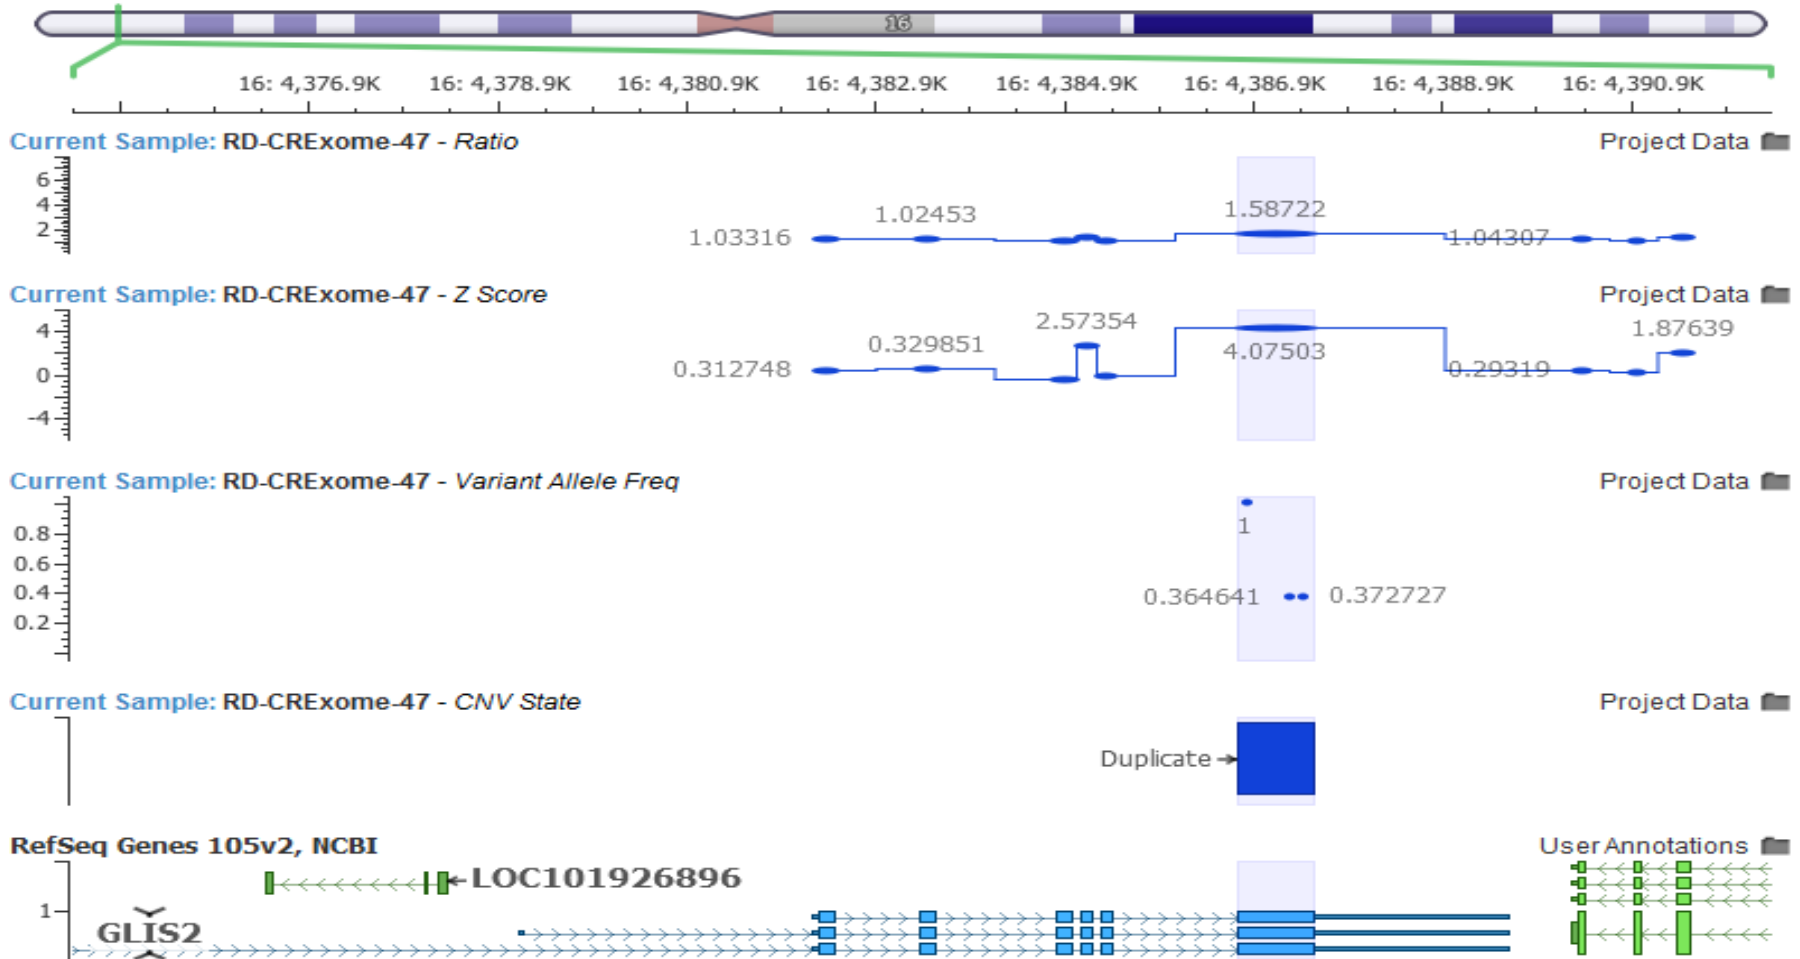 16
16: 4,376.9K 16: 4,378.9K 16: 4,380.9K 16: 4,382.9K 16: 4,384.9K 16: 4,386.9K 16: 4,388.9K 16: 4,390.9K
Current Sample: RD-CRExome-47 - Ratio Project Data
6
4
2
1.03316 1.02453 1.58722 1.04307
Current Sample: RD-CRExome-47 - Z Score Project Data
4
0
-4
0.312748 0.329851 2.57354 4.07503 0.29319 1.87639
Current Sample: RD-CRExome-47 - Variant Allele Freq Project Data
0.8
0.6
0.4
0.2
1
0.364641 0.372727
Current Sample: RD-CRExome-47 - CNV State Project Data
Duplicate
RefSeq Genes 105v2, NCBI User Annotations
LOC101926896
1
GLIS2